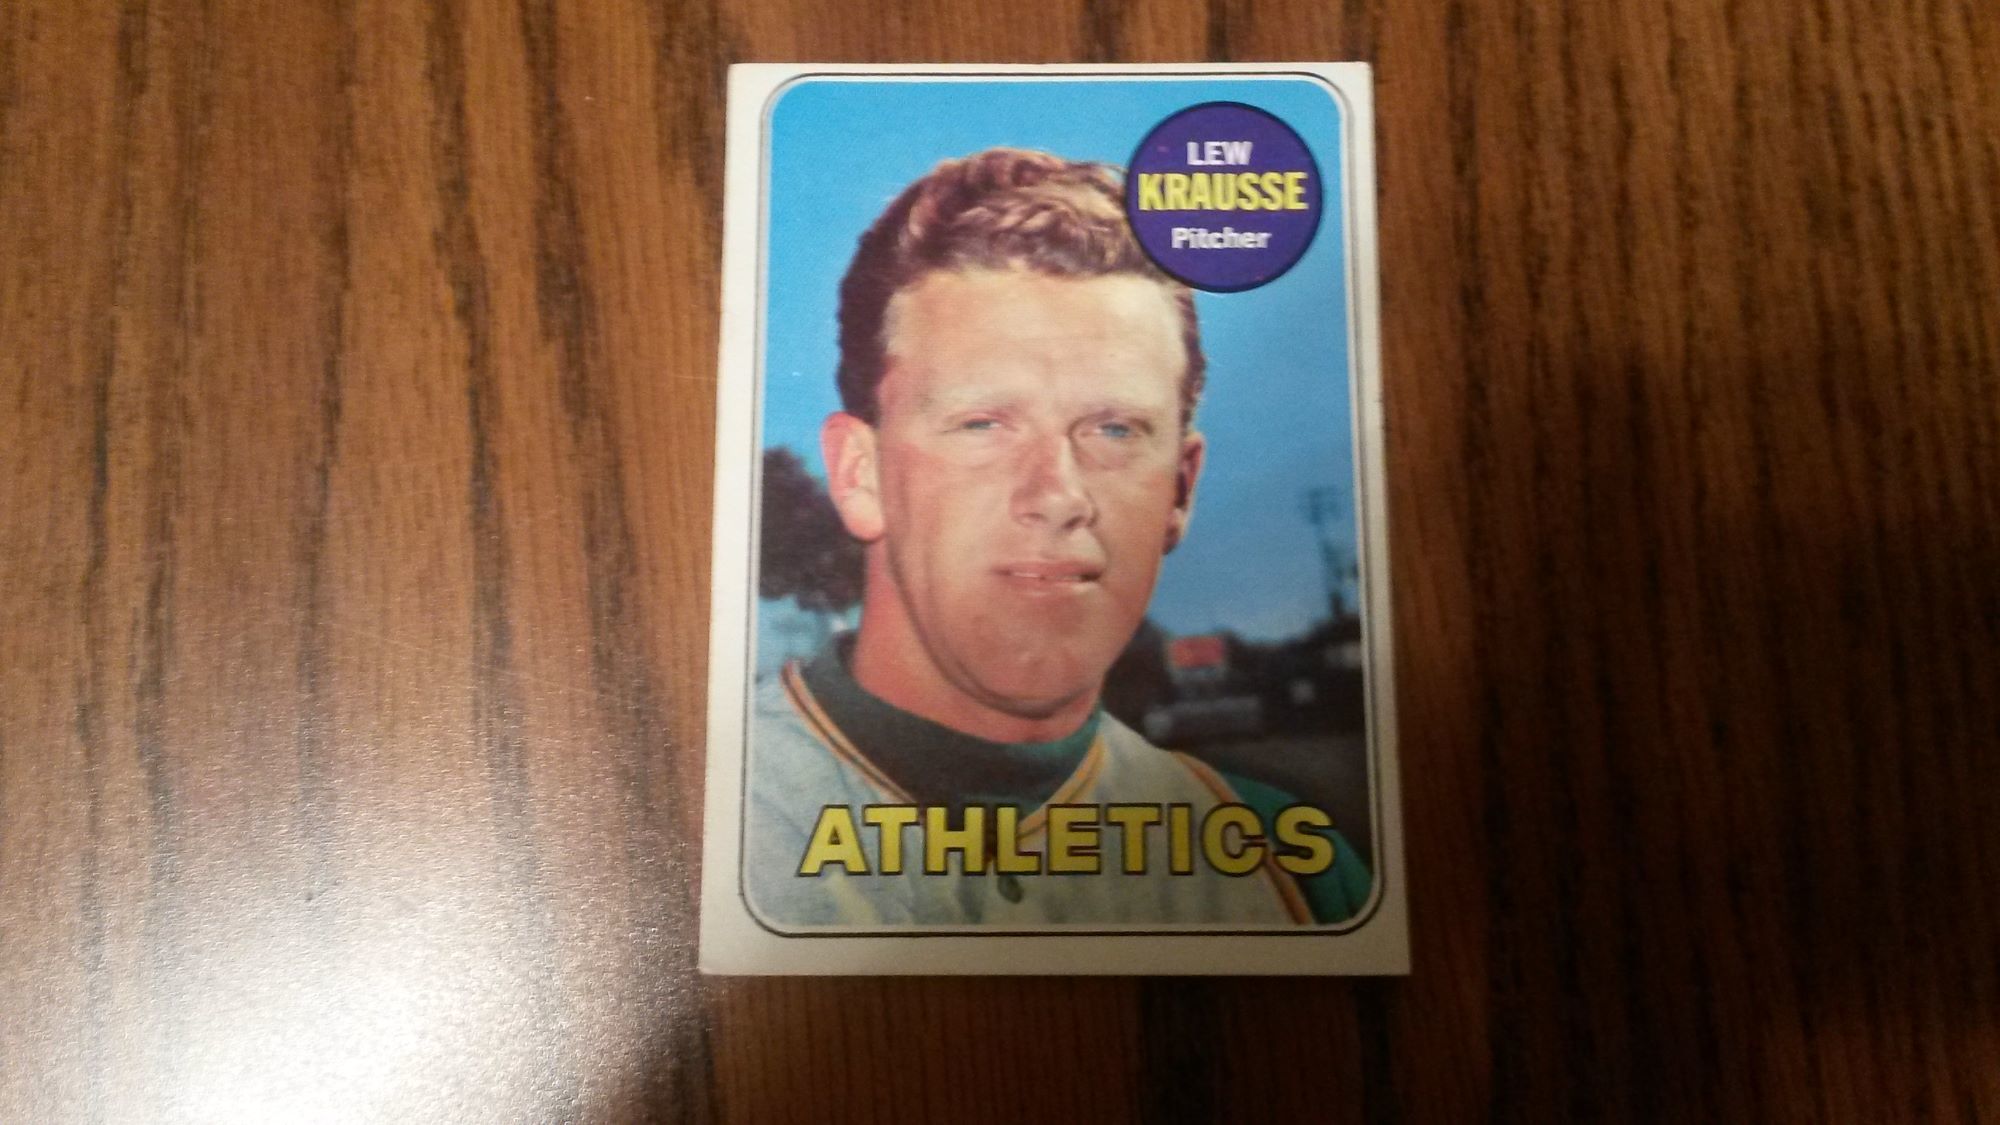 LEW
KRAUSSE
Pitcher
ATHLETICS